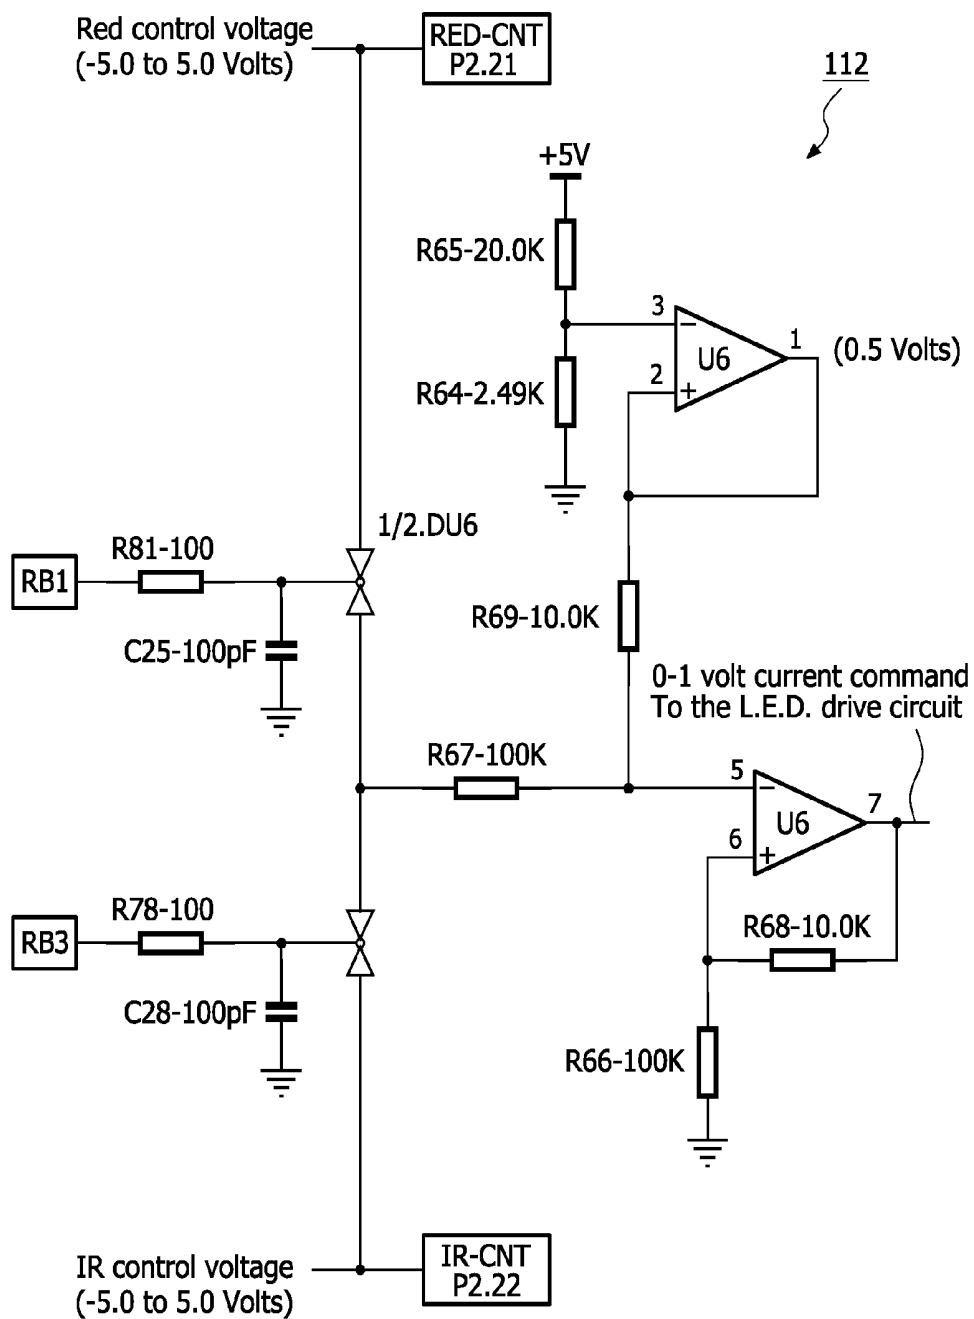 Red control voltage
(-5.0 to 5.0 Volts)
RED-CNT
P2.21
112
+5V
R65-20.0K
3
−
1
(0.5 Volts)
U6
2
+
R64-2.49K
1/2.DU6
R81-100
RB1
C25-100pF
R69-10.0K
0-1 volt current command
To the L.E.D. drive circuit
R67-100K
5
−
7
U6
6
+
R78-100
RB3
R68-10.0K
C28-100pF
R66-100K
IR control voltage
(-5.0 to 5.0 Volts)
IR-CNT
P2.22